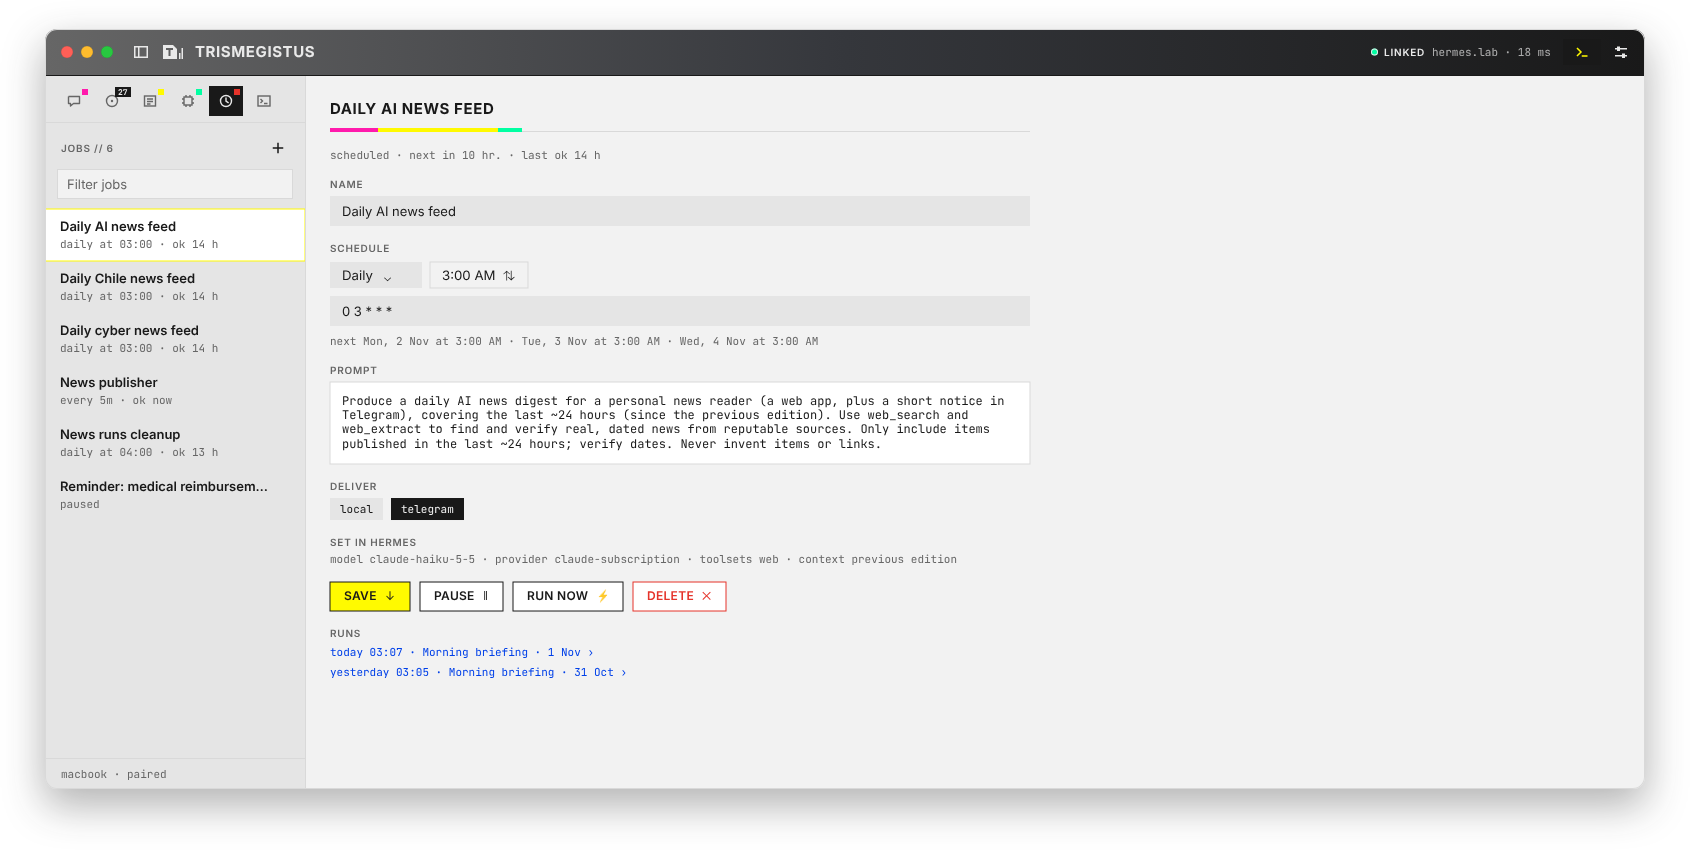 TRISMEGISTUS
LINKED hermes.lab · 18 ms
27
JOBS // 6
Filter jobs
Daily AI news feed
daily at 03:00 · ok 14 h
Daily Chile news feed
daily at 03:00 · ok 14 h
Daily cyber news feed
daily at 03:00 · ok 14 h
News publisher
every 5m · ok now
News runs cleanup
daily at 04:00 · ok 13 h
Reminder: medical reimbursem...
paused
macbook · paired
DAILY AI NEWS FEED
scheduled · next in 10 hr. · last ok 14 h
NAME
Daily AI news feed
SCHEDULE
Daily 3:00 AM
0 3 * * *
next Mon, 2 Nov at 3:00 AM · Tue, 3 Nov at 3:00 AM · Wed, 4 Nov at 3:00 AM
PROMPT
Produce a daily AI news digest for a personal news reader (a web app, plus a short notice in
Telegram), covering the last ~24 hours (since the previous edition). Use web_search and
web_extract to find and verify real, dated news from reputable sources. Only include items
published in the last ~24 hours; verify dates. Never invent items or links.
DELIVER
local telegram
SET IN HERMES
model claude-haiku-5-5 · provider claude-subscription · toolsets web · context previous edition
SAVE ↓ PAUSE RUN NOW ⚡ DELETE ×
RUNS
today 03:07 · Morning briefing · 1 Nov ›
yesterday 03:05 · Morning briefing · 31 Oct ›